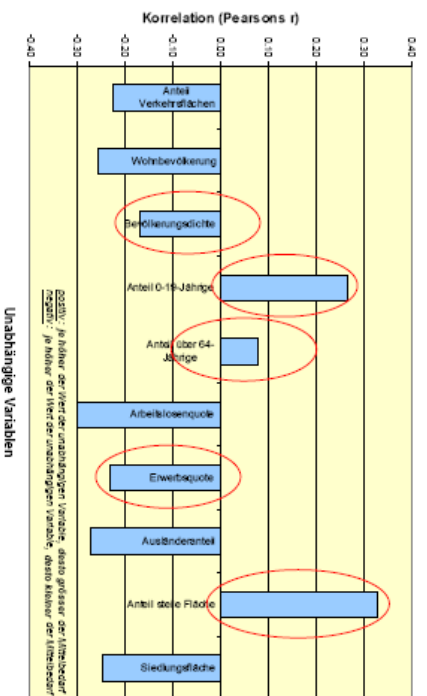 Korrelation (Pearsons r)
-0.40
-0.30
-0.20
-0.10
0.00
0.10
0.20
0.30
0.40
Anteil
Verkehrsflächen
Wohnbevölkerung
Bevölkerungsdichte
Anteil 0-19-Jährige
Anteil über 64-
Jährige
Arbeitslosenquote
Erwerbsquote
Ausländeranteil
Anteil steile Fläche
Siedlungsfläche
positiv: je höher der Wert der unabhängigen Variable, desto grösser der Mittelbedarf
negativ: je höher der Wert der unabhängigen Variable, desto kleiner der Mittelbedarf
Unabhängige Variablen